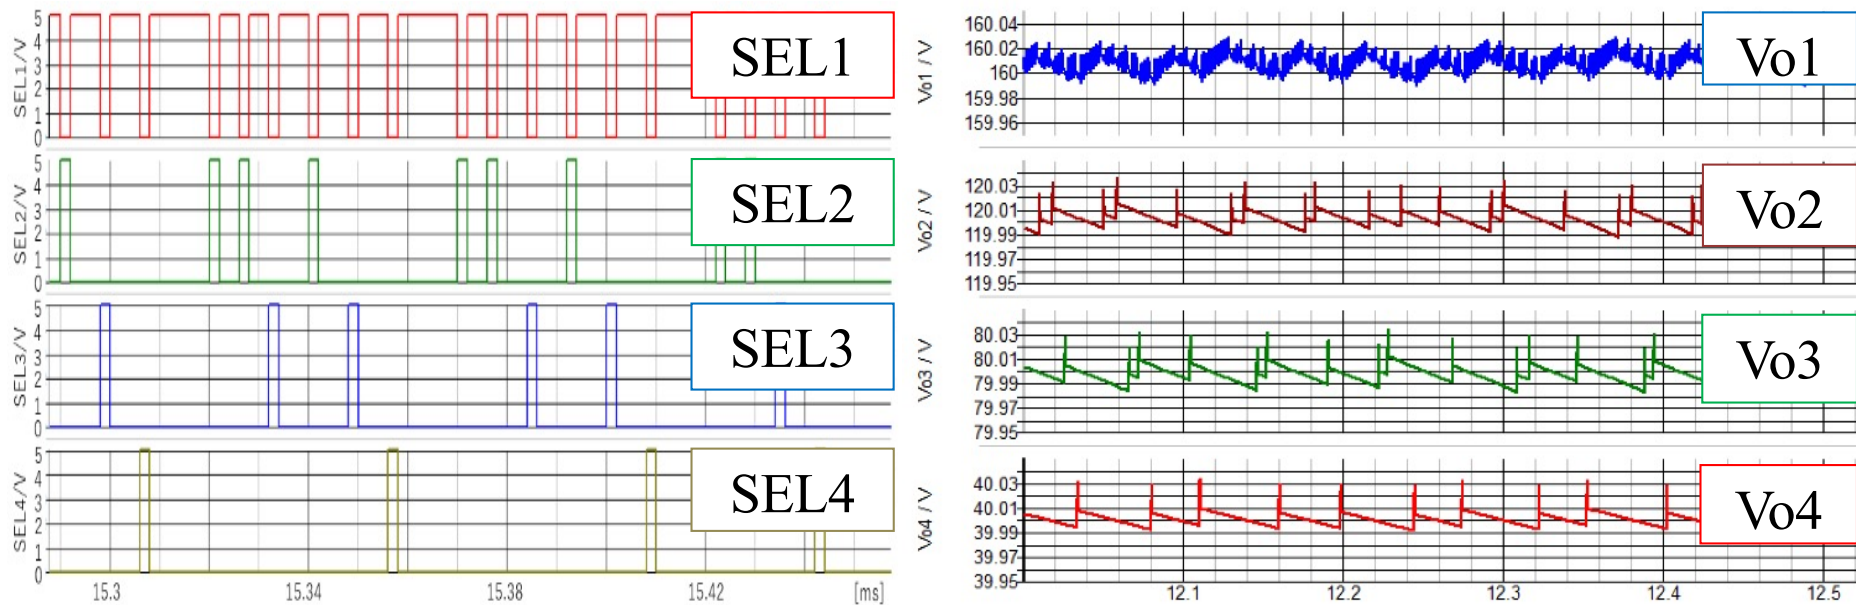 SEL1/V
5
4
3
2
1
0
SEL1
SEL2/V
5
4
3
2
1
0
SEL2
SEL3/V
5
4
3
2
1
0
SEL3
SEL4/V
5
4
3
2
1
0
SEL4
15.3 15.34 15.38 15.42 [ms]
Vo1 / V
160.04
160.02
160
159.98
159.96
Vo1
Vo2 / V
120.03
120.01
119.99
119.97
119.95
Vo2
Vo3 / V
80.03
80.01
79.99
79.97
79.95
Vo3
Vo4 / V
40.03
40.01
39.99
39.97
39.95
Vo4
12.1 12.2 12.3 12.4 12.5